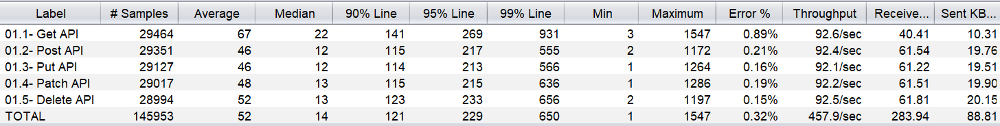 Label # Samples Average Median 90% Line 95% Line 99% Line Min Maximum Error % Throughput Receive... Sent KB...
01.1- Get API 29464 67 22 141 269 931 3 1547 0.89% 92.6/sec 40.41 10.31
01.2- Post API 29351 46 12 115 217 555 2 1172 0.21% 92.4/sec 61.54 19.76
01.3- Put API 29127 46 12 114 213 566 1 1264 0.16% 92.1/sec 61.22 19.51
01.4- Patch API 29017 48 13 115 215 636 1 1286 0.19% 92.2/sec 61.51 19.90
01.5- Delete API 28994 52 13 123 233 656 2 1197 0.15% 92.5/sec 61.81 20.15
TOTAL 145953 52 14 121 229 650 1 1547 0.32% 457.9/sec 283.94 88.81